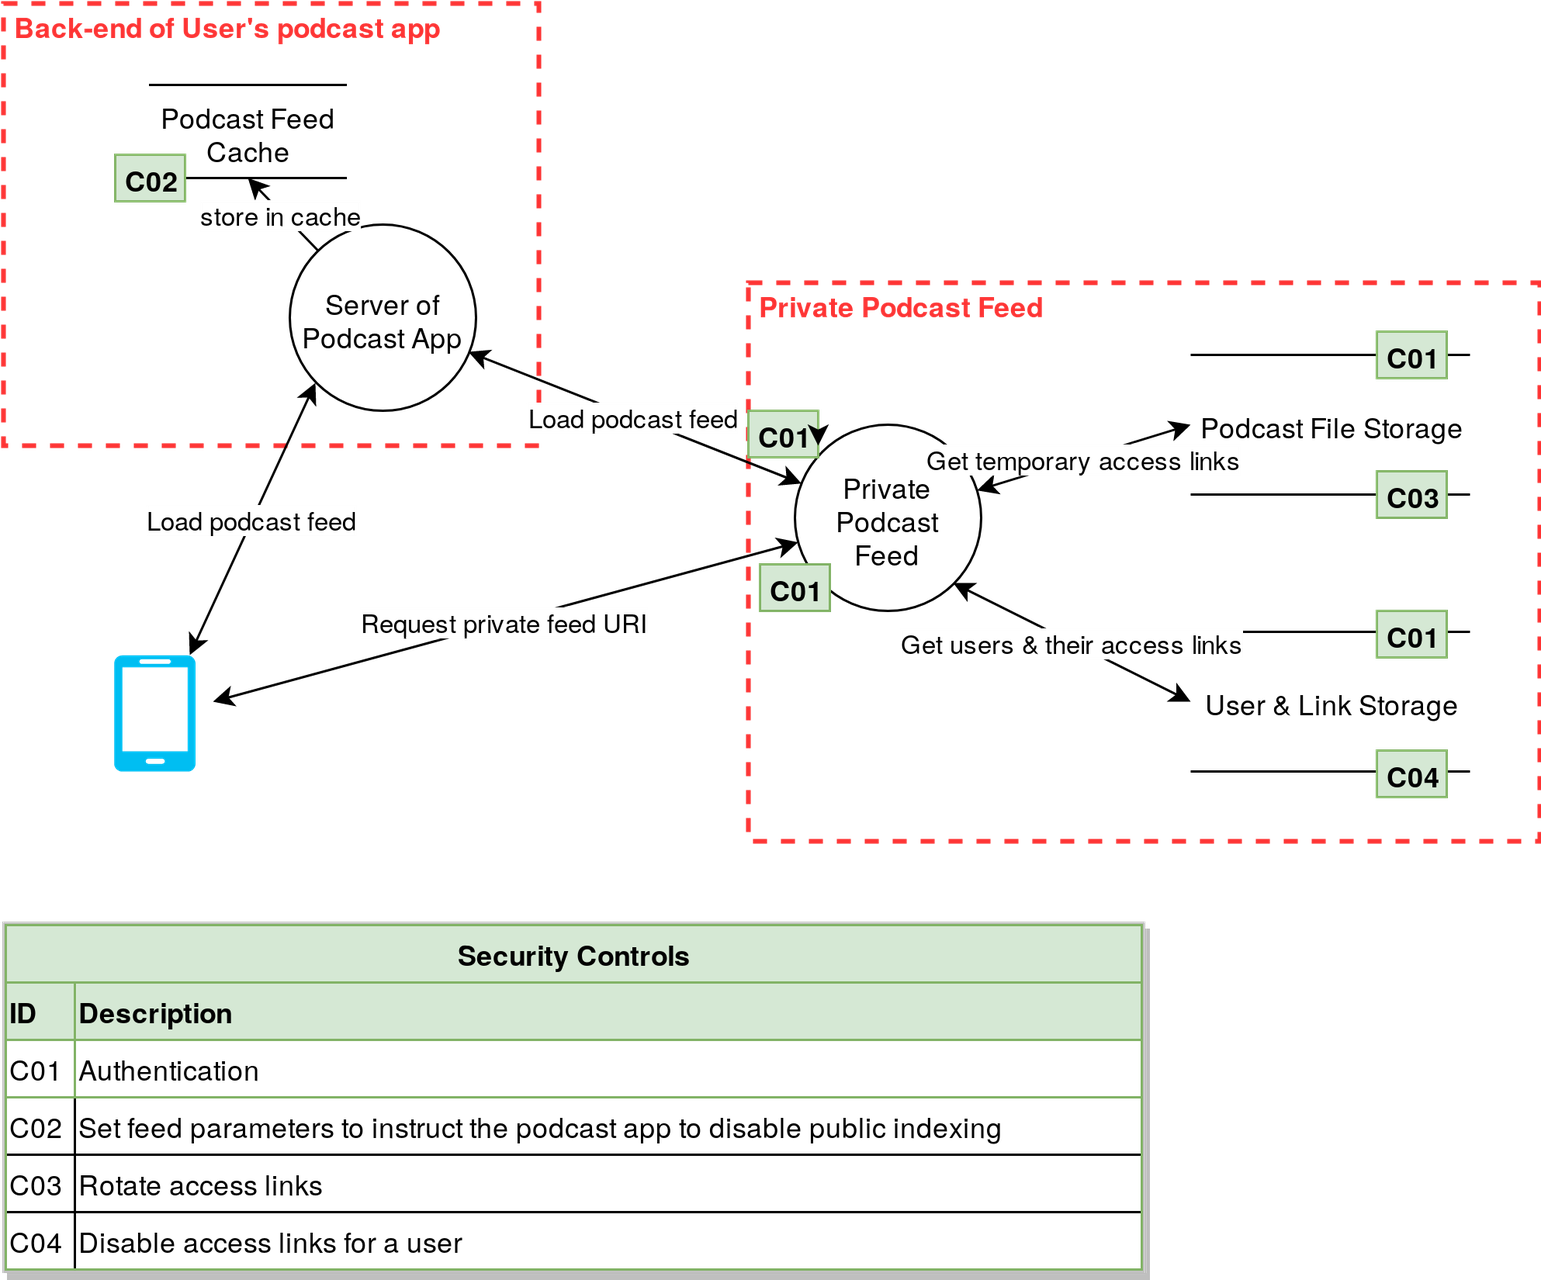 Back-end of User's podcast app
Podcast Feed
Cache
C02
store in cache
Server of
Podcast App
Private Podcast Feed
C01
Load podcast feed
C01
Podcast File Storage
Get temporary access links
Private
Podcast
Feed
C03
Load podcast feed
C01
Request private feed URI
C01
Get users & their access links
User & Link Storage
C04
Security Controls
ID Description
C01 Authentication
C02 Set feed parameters to instruct the podcast app to disable public indexing
C03 Rotate access links
C04 Disable access links for a user